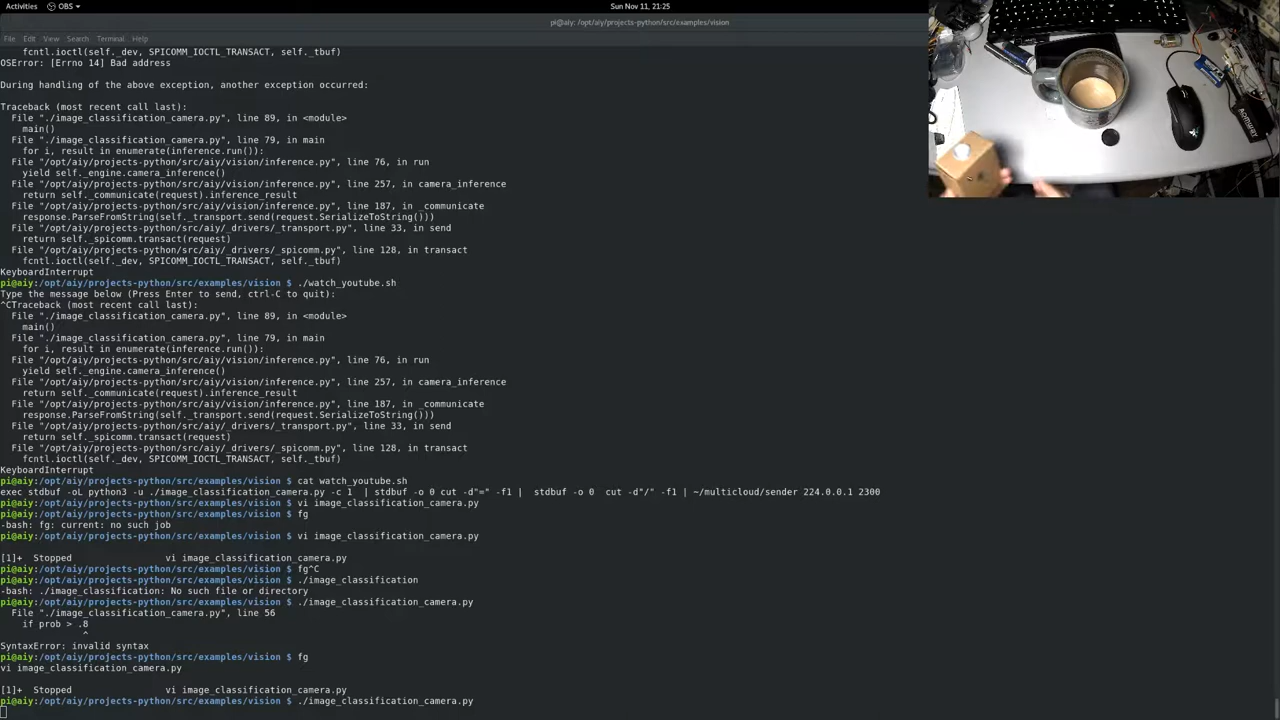 Activities
OBS
Sun Nov 11, 21:25
pi@aiy: /opt/aiy/projects-python/src/examples/vision
File Edit View Search Terminal Help
fcntl.ioctl(self._dev, SPICOMM_IOCTL_TRANSACT, self._tbuf)
OSError: [Errno 14] Bad address
During handling of the above exception, another exception occurred:
Traceback (most recent call last):
File "./image_classification_camera.py", line 89, in <module>
main()
File "./image_classification_camera.py", line 79, in main
for i, result in enumerate(inference.run()):
File "/opt/aiy/projects-python/src/aiy/vision/inference.py", line 76, in run
yield self._engine.camera_inference()
File "/opt/aiy/projects-python/src/aiy/vision/inference.py", line 257, in camera_inference
return self._communicate(request).inference_result
File "/opt/aiy/projects-python/src/aiy/vision/inference.py", line 187, in _communicate
response.ParseFromString(self._transport.send(request.SerializeToString()))
File "/opt/aiy/projects-python/src/aiy/_drivers/_transport.py", line 33, in send
return self._spicomm.transact(request)
File "/opt/aiy/projects-python/src/aiy/_drivers/_spicomm.py", line 128, in transact
fcntl.ioctl(self._dev, SPICOMM_IOCTL_TRANSACT, self._tbuf)
KeyboardInterrupt
pi@aiy:/opt/aiy/projects-python/src/examples/vision $ ./watch_youtube.sh
Type the message below (Press Enter to send, ctrl-C to quit):
^CTraceback (most recent call last):
File "./image_classification_camera.py", line 89, in <module>
main()
File "./image_classification_camera.py", line 79, in main
for i, result in enumerate(inference.run()):
File "/opt/aiy/projects-python/src/aiy/vision/inference.py", line 76, in run
yield self._engine.camera_inference()
File "/opt/aiy/projects-python/src/aiy/vision/inference.py", line 257, in camera_inference
return self._communicate(request).inference_result
File "/opt/aiy/projects-python/src/aiy/vision/inference.py", line 187, in _communicate
response.ParseFromString(self._transport.send(request.SerializeToString()))
File "/opt/aiy/projects-python/src/aiy/_drivers/_transport.py", line 33, in send
return self._spicomm.transact(request)
File "/opt/aiy/projects-python/src/aiy/_drivers/_spicomm.py", line 128, in transact
fcntl.ioctl(self._dev, SPICOMM_IOCTL_TRANSACT, self._tbuf)
KeyboardInterrupt
pi@aiy:/opt/aiy/projects-python/src/examples/vision $ cat watch_youtube.sh
exec stdbuf -oL python3 -u ./image_classification_camera.py -c 1  | stdbuf -o 0 cut -d"=" -f1 |  stdbuf -o 0  cut -d"/" -f1 | ~/multicloud/sender 224.0.0.1 2300
pi@aiy:/opt/aiy/projects-python/src/examples/vision $ vi image_classification_camera.py
pi@aiy:/opt/aiy/projects-python/src/examples/vision $ fg
-bash: fg: current: no such job
pi@aiy:/opt/aiy/projects-python/src/examples/vision $ vi image_classification_camera.py
[1]+  Stopped                 vi image_classification_camera.py
pi@aiy:/opt/aiy/projects-python/src/examples/vision $ fg^C
pi@aiy:/opt/aiy/projects-python/src/examples/vision $ ./image_classification
-bash: ./image_classification: No such file or directory
pi@aiy:/opt/aiy/projects-python/src/examples/vision $ ./image_classification_camera.py
File "./image_classification_camera.py", line 56
if prob > .8
^
SyntaxError: invalid syntax
pi@aiy:/opt/aiy/projects-python/src/examples/vision $ fg
vi image_classification_camera.py
[1]+  Stopped                 vi image_classification_camera.py
pi@aiy:/opt/aiy/projects-python/src/examples/vision $ ./image_classification_camera.py